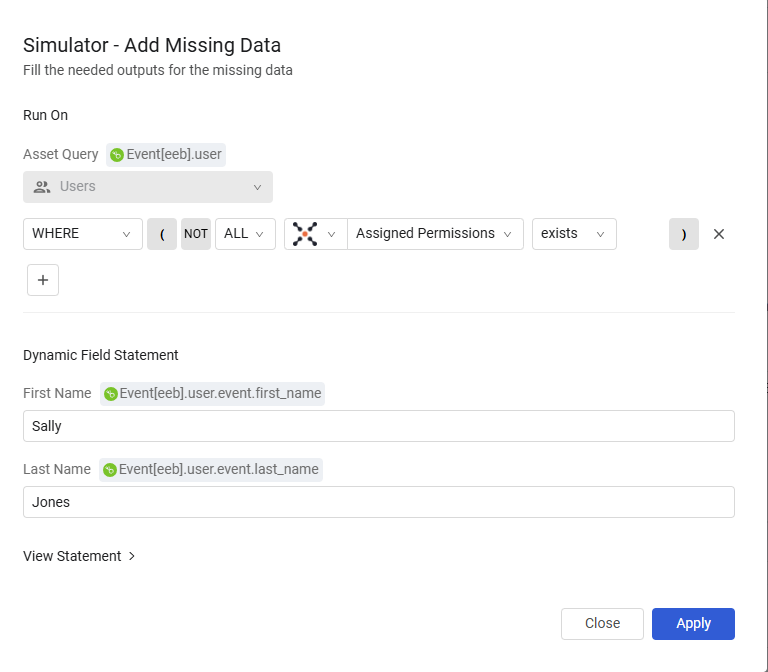 Simulator - Add Missing Data
Fill the needed outputs for the missing data
Run On
Asset Query Event[eeb].user
Users
WHERE ( NOT ALL Assigned Permissions exists )
Dynamic Field Statement
First Name Event[eeb].user.event.first_name
Sally
Last Name Event[eeb].user.event.last_name
Jones
View Statement
Close Apply